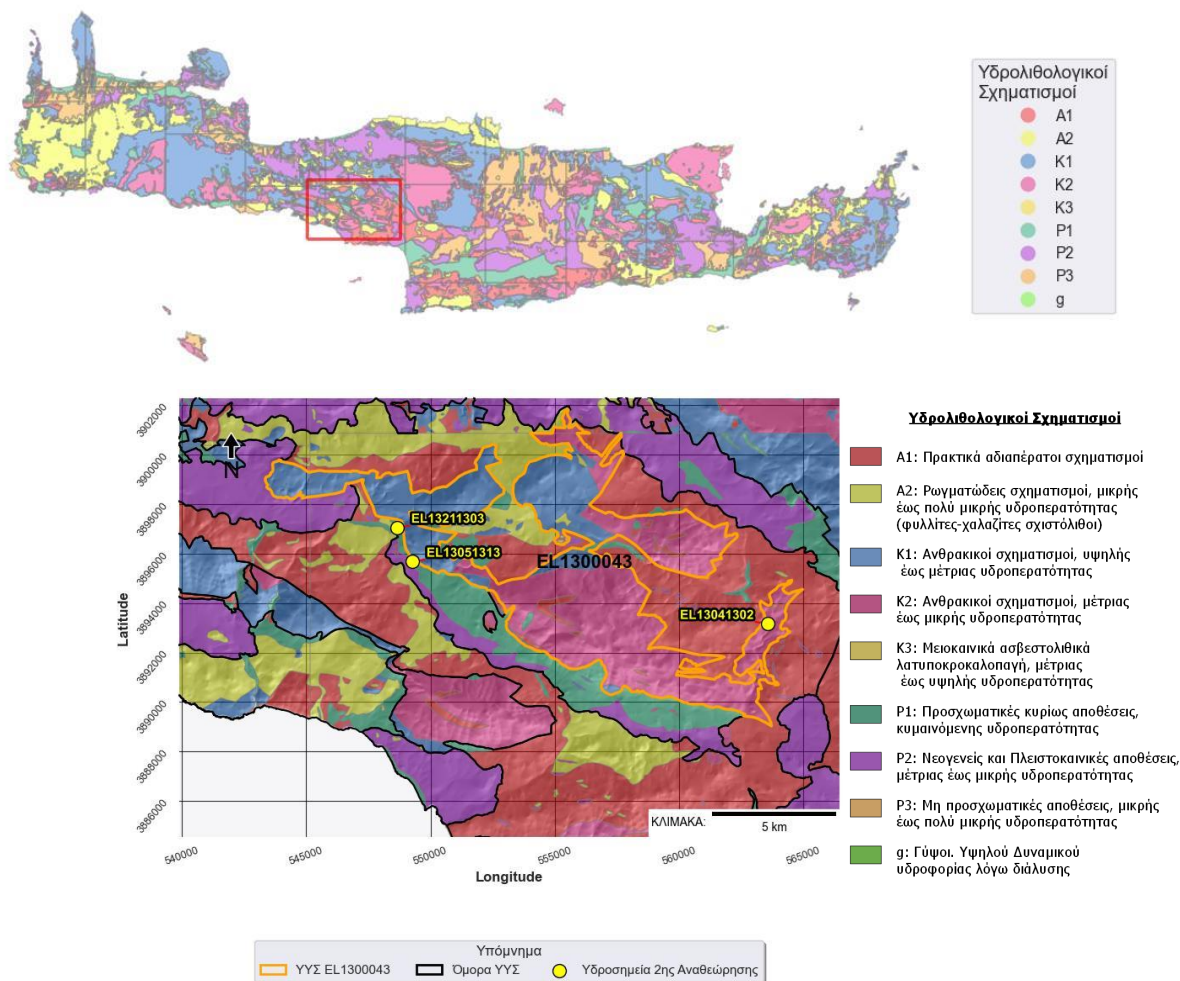 Υδρολιθολογικοί
Σχηματισμοί
A1
A2
K1
K2
K3
P1
P2
P3
g
Υδρολιθολογικοί Σχηματισμοί
Α1: Πρακτικά αδιαπέρατοι σχηματισμοί
Α2: Ρωγματώδεις σχηματισμοί, μικρής
έως πολύ μικρής υδροπερατότητας
(φυλλίτες-χαλαζίτες σχιστόλιθοι)
Κ1: Ανθρακικοί σχηματισμοί, υψηλής
έως μέτριας υδροπερατότητας
Κ2: Ανθρακικοί σχηματισμοί, μέτριας
έως μικρής υδροπερατότητας
Κ3: Μειοκαινικά ασβεστολιθικά
λατυποκροκαλοπαγή, μέτριας
έως υψηλής υδροπερατότητας
P1: Προσχωματικές κυρίως αποθέσεις,
κυμαινόμενης υδροπερατότητας
P2: Νεογενείς και Πλειστοκαινικές αποθέσεις,
μέτριας έως μικρής υδροπερατότητας
P3: Μη προσχωματικές αποθέσεις, μικρής
έως πολύ μικρής υδροπερατότητας
g: Γύψοι. Υψηλού Δυναμικού
υδροφορίας λόγω διάλυσης
Latitude
3902000
3900000
3898000
3896000
3894000
3892000
3890000
3888000
3886000
N
EL13211303
EL13051313
EL1300043
EL13041302
ΚΛΙΜΑΚΑ:
5 km
540000
545000
550000
555000
560000
565000
Longitude
Υπόμνημα
ΥΥΣ EL1300043
Όμορα ΥΥΣ
Υδροσημεία 2ης Αναθεώρησης